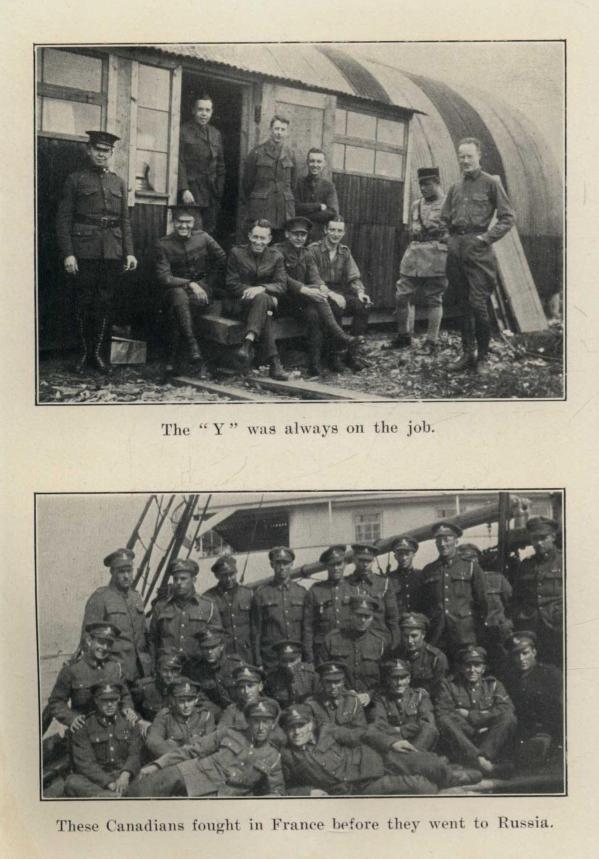 The "Y" was always on the job.
These Canadians fought in France before they went to Russia.